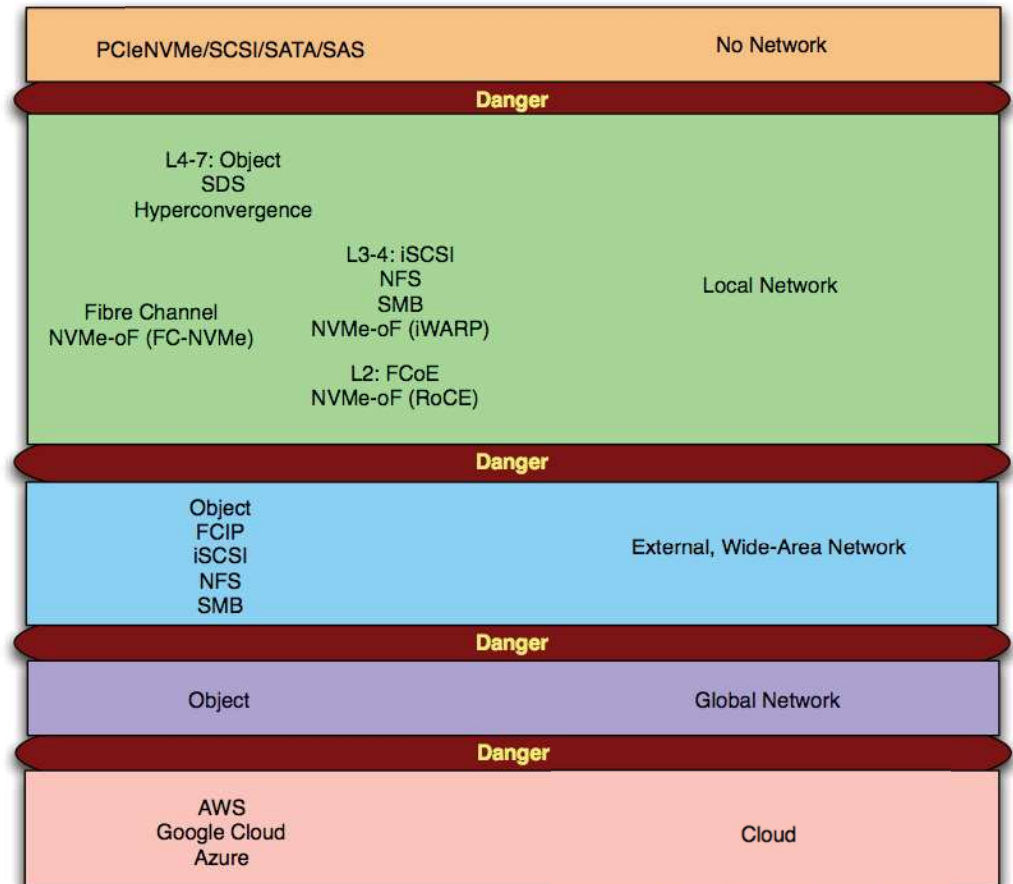 PCIeNVMe/SCSI/SATA/SAS
No Network
Danger
L4-7: Object
SDS
Hyperconvergence
L3-4: iSCSI
NFS
SMB
NVMe-oF (iWARP)
Fibre Channel
NVMe-oF (FC-NVMe)
L2: FCoE
NVMe-oF (RoCE)
Local Network
Danger
Object
FCIP
iSCSI
NFS
SMB
External, Wide-Area Network
Danger
Object
Global Network
Danger
AWS
Google Cloud
Azure
Cloud